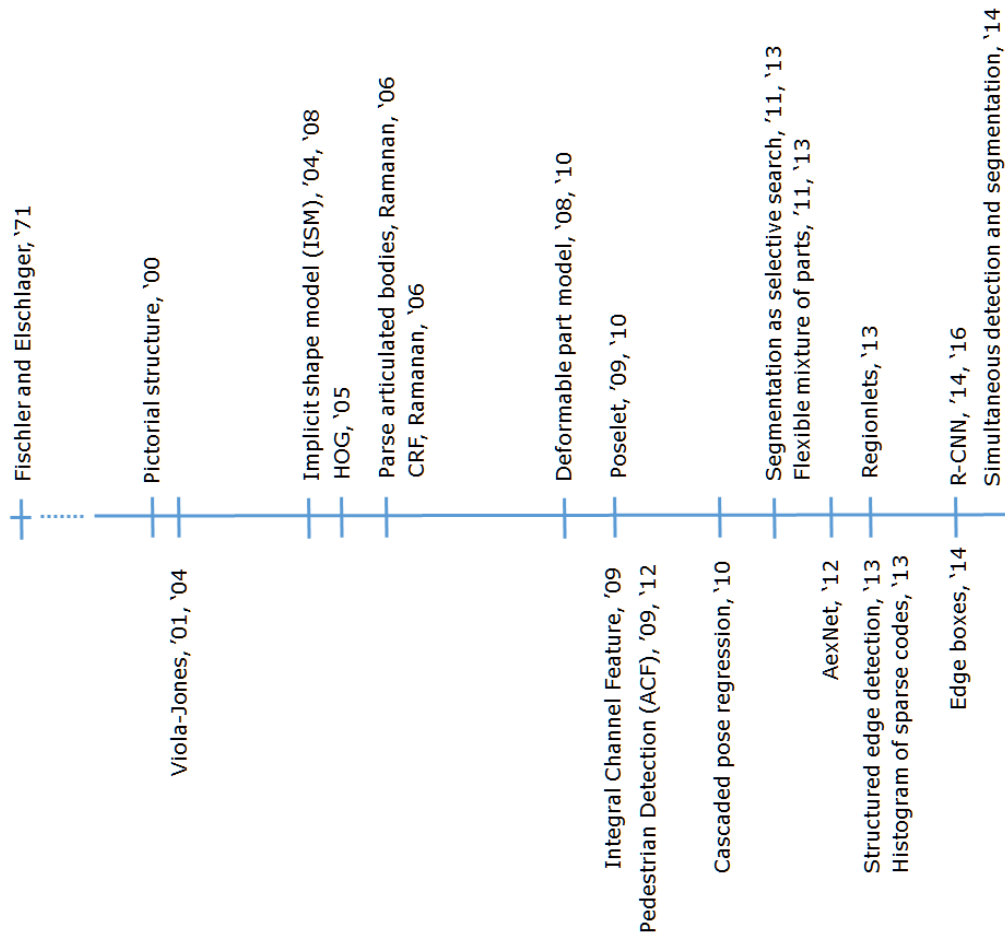 Fischler and Elschlager, ‘71
Pictorial structure, ‘00
Viola-Jones, ’01, ‘04
Implicit shape model (ISM), ’04, ‘08
HOG, ‘05
Parse articulated bodies, Ramanan, ‘06
CRF, Ramanan, ‘06
Deformable part model, ‘08, ‘10
Poselet, ’09, ‘10
Integral Channel Feature, ’09
Pedestrian Detection (ACF), ’09, ‘12
Cascaded pose regression, ‘10
Segmentation as selective search, ’11, ‘13
Flexible mixture of parts, ’11, ‘13
AexNet, ‘12
Regionlets, ‘13
Structured edge detection, ‘13
Histogram of sparse codes, ‘13
R-CNN, ’14, ‘16
Simultaneous detection and segmentation, ‘14
Edge boxes, ‘14